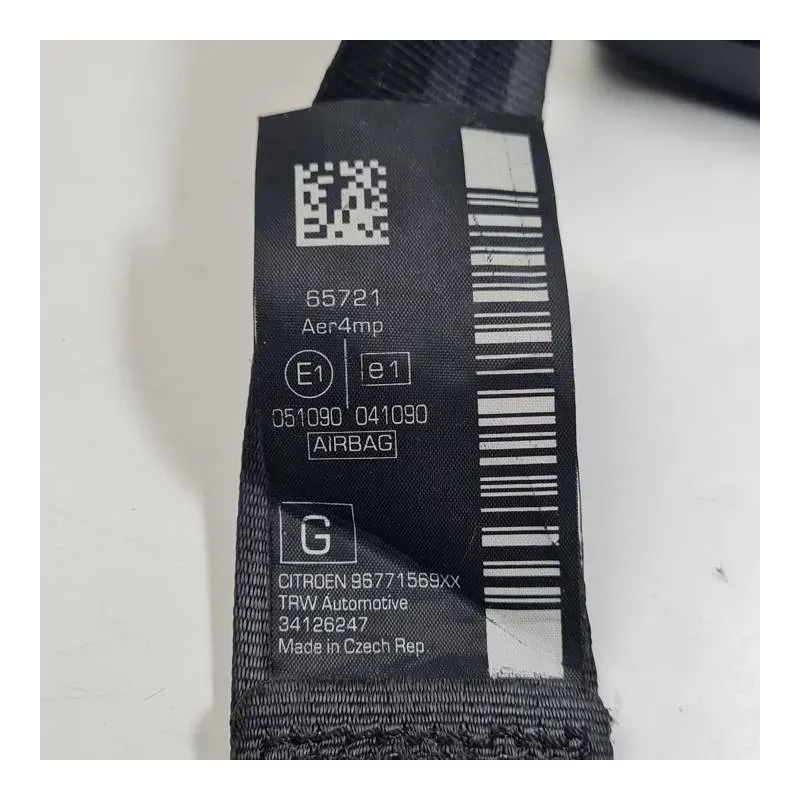 65721
Aer4mp
E1 e1
051090 041090
AIRBAG
G
CITROEN 96771569XX
TRW Automotive
34126247
Made in Czech Rep